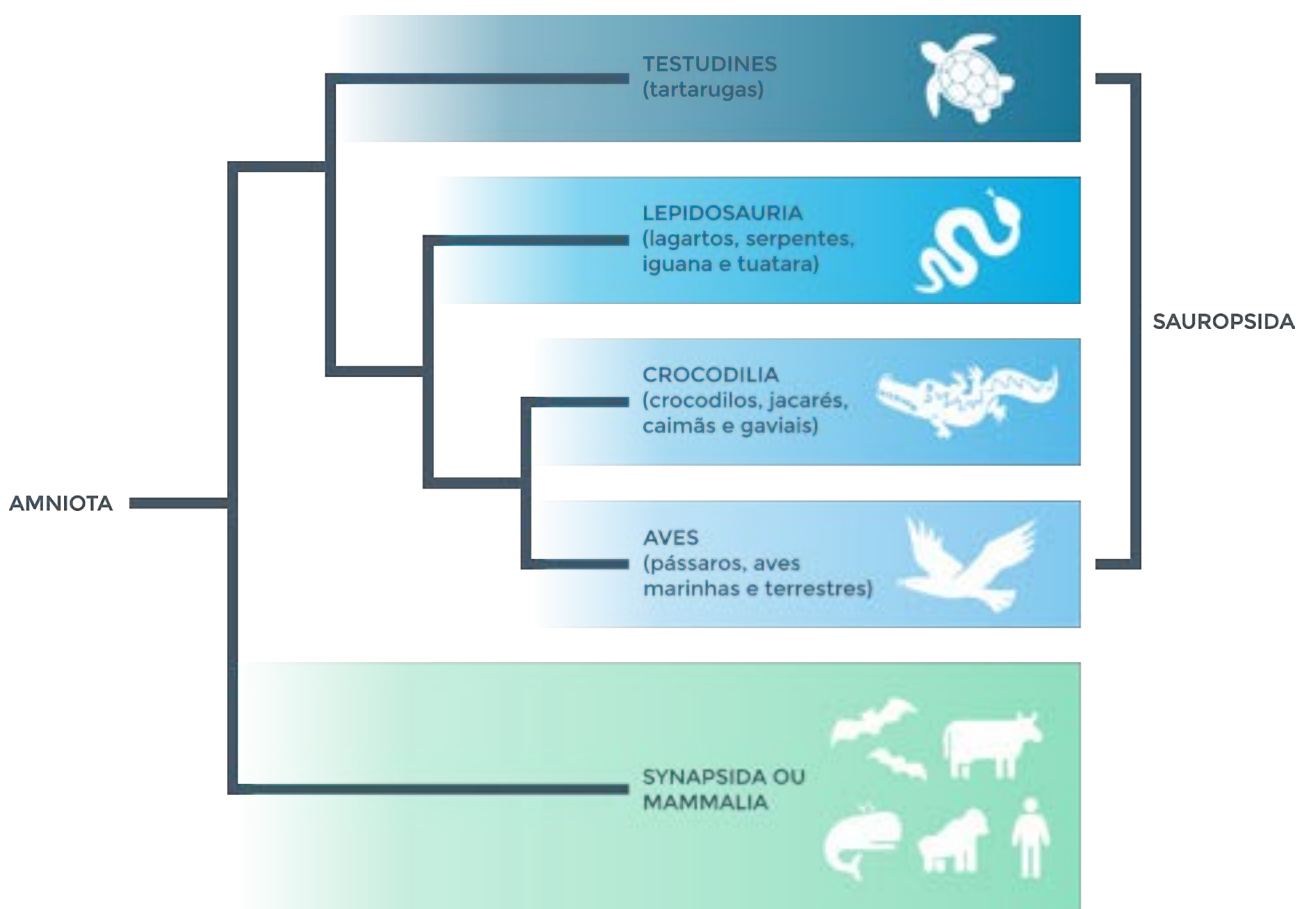 TESTUDINES
(tartarugas)
LEPIDOSAURIA
(lagartos, serpentes,
iguana e tuatara)
SAUROPSIDA
CROCODILIA
(crocodilos, jacarés,
caimãs e gaviais)
AMNIOTA
AVES
(pássaros, aves
marinhas e terrestres)
SYNAPSIDA OU
MAMMALIA